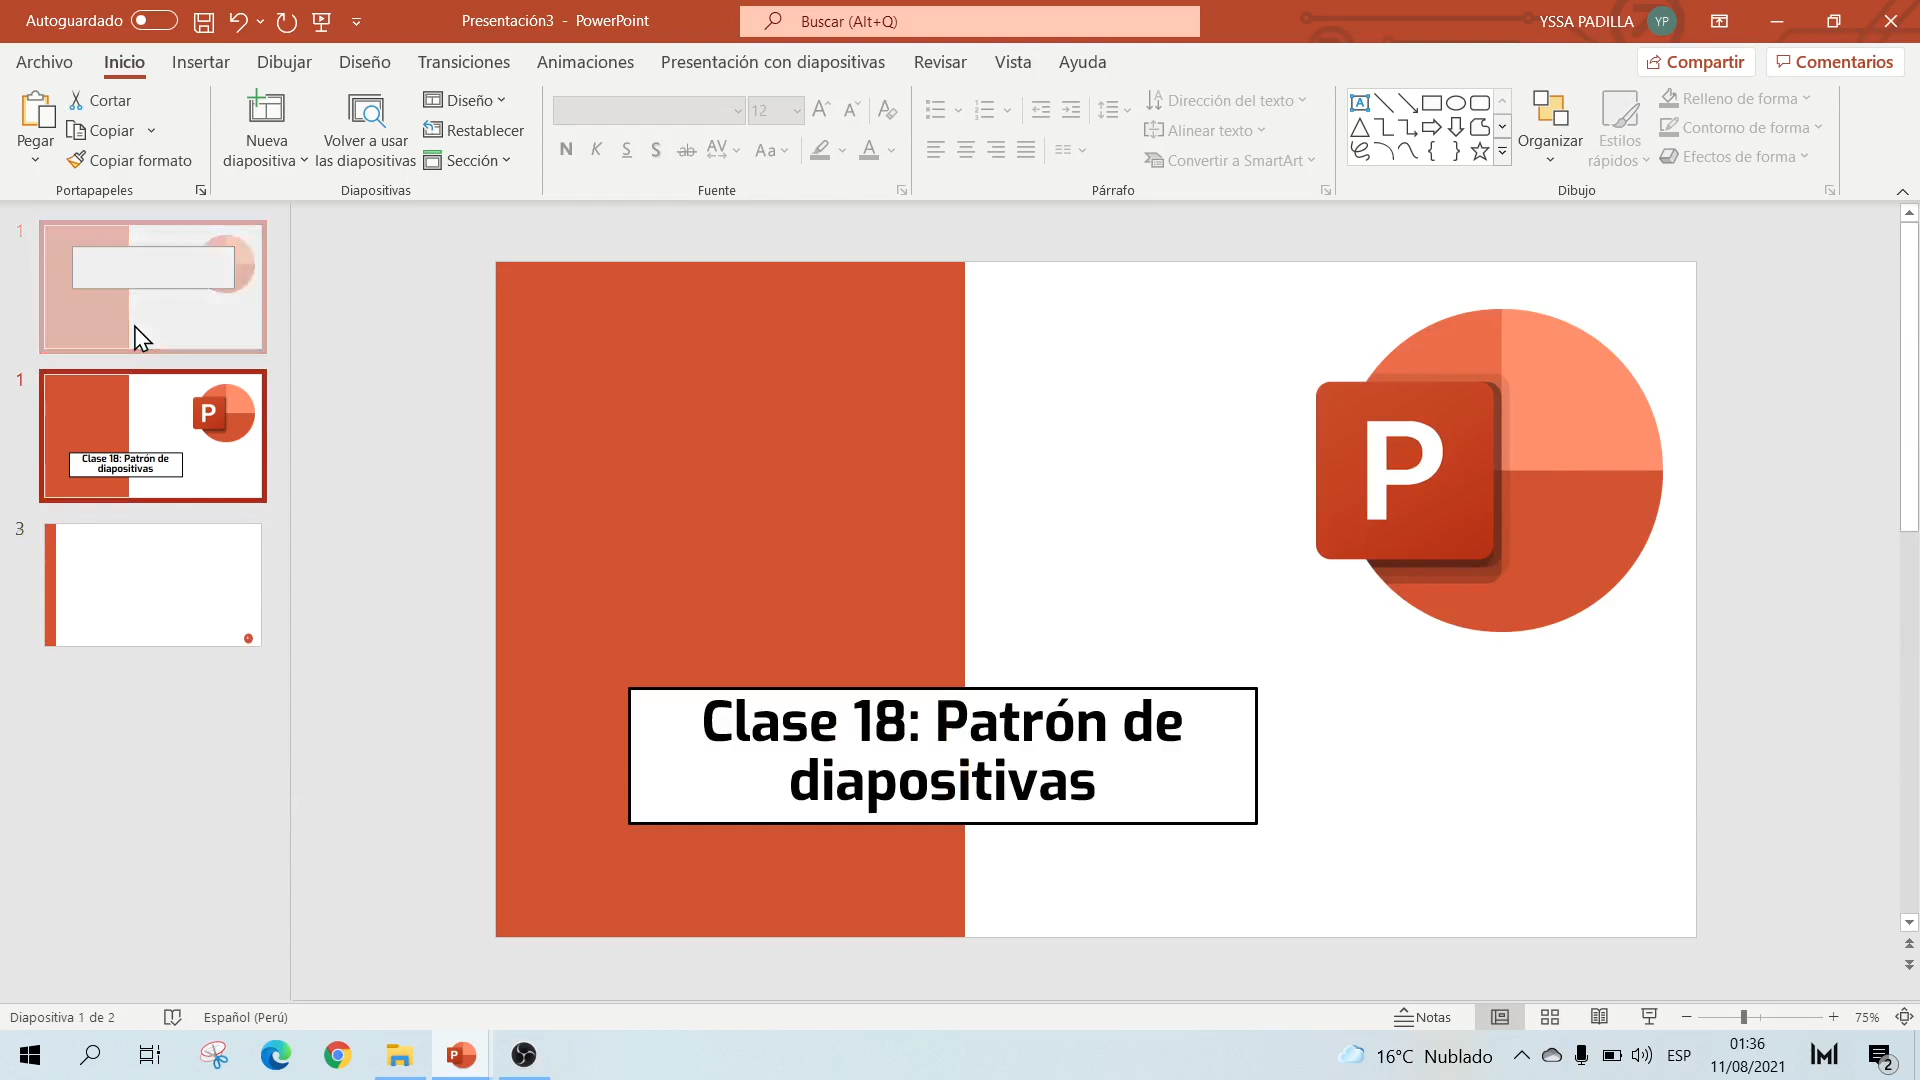 Autoguardado
Presentación3 - PowerPoint
Buscar (Alt+Q)
YSSA PADILLA
YP
Archivo Inicio Insertar Dibujar Diseño Transiciones Animaciones Presentación con diapositivas Revisar Vista Ayuda
Compartir
Comentarios
Pegar
Cortar
Copiar
Copiar formato
Portapapeles
Nueva diapositiva
Volver a usar las diapositivas
Diseño
Restablecer
Sección
Diapositivas
12
N K S S ab AV Aa A
Fuente
Dirección del texto
Alinear texto
Convertir a SmartArt
Párrafo
Organizar
Estilos rápidos
Relleno de forma
Contorno de forma
Efectos de forma
Dibujo
1
1
P
Clase 18: Patrón de
diapositivas
3
P
Clase 18: Patrón de
diapositivas
Diapositiva 1 de 2
Español (Perú)
Notas
75%
16°C Nublado
ESP
01:36
11/08/2021
2